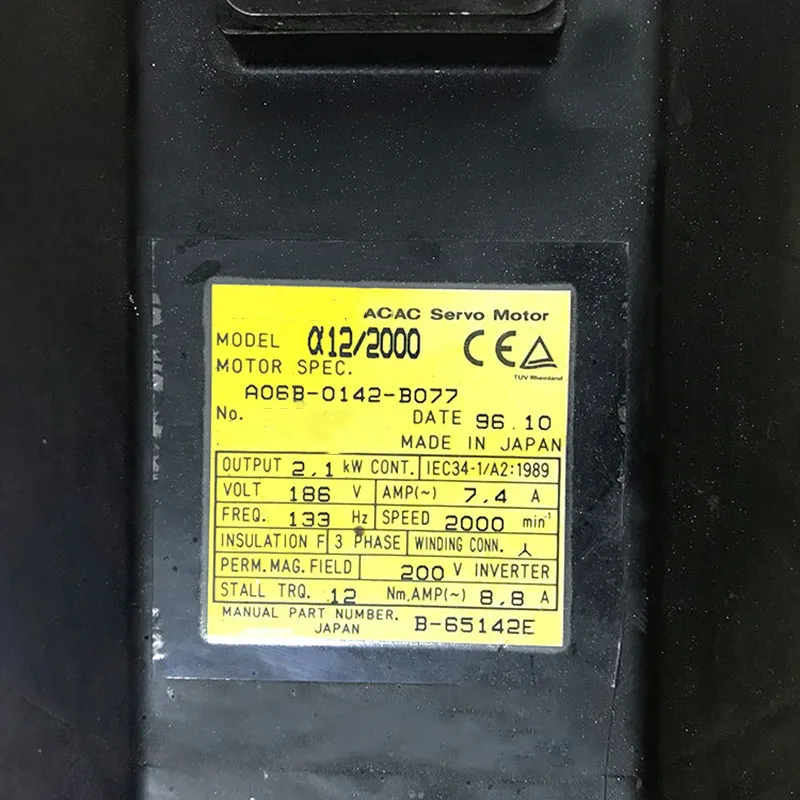 ACAC Servo Motor
MODEL α12/2000 CE
MOTOR SPEC. TUV Rheinland
A06B-0142-B077
No. DATE 96.10
MADE IN JAPAN
OUTPUT 2.1 kW CONT. IEC34-1/A2:1989
VOLT 186 V AMP(~) 7.4 A
FREQ. 133 Hz SPEED 2000 min⁻¹
INSULATION F 3 PHASE WINDING CONN.
PERM.MAG.FIELD 200 V INVERTER
STALL TRQ. 12 Nm,AMP(~) 8.8 A
MANUAL PART NUMBER. B-65142E
JAPAN